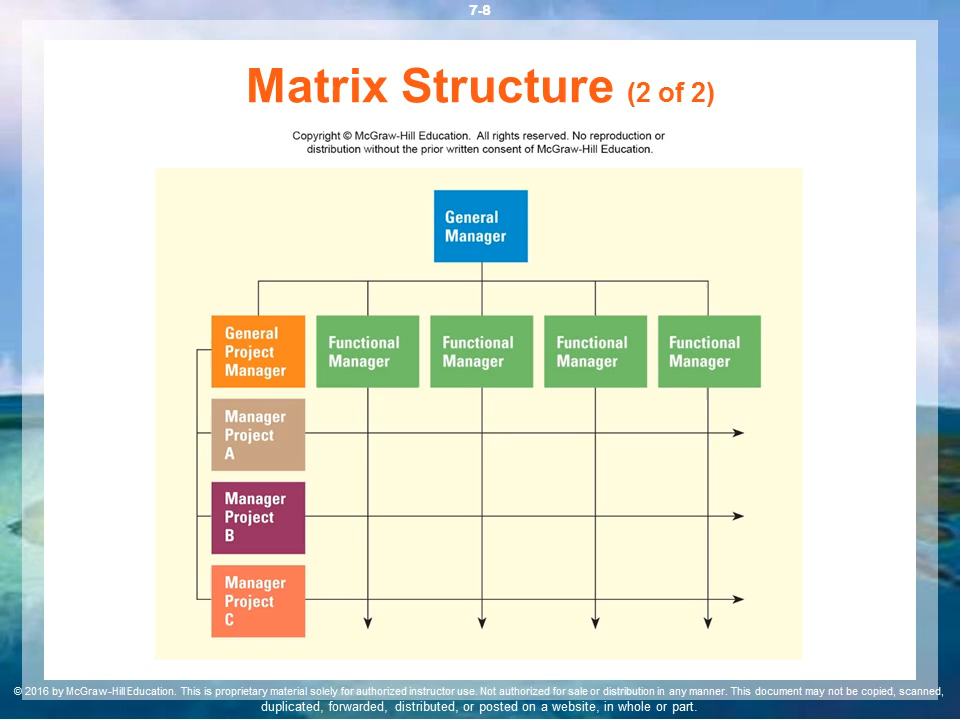 7-8
Matrix Structure (2 of 2)
Copyright © McGraw-Hill Education. All rights reserved. No reproduction or
distribution without the prior written consent of McGraw-Hill Education.
General
Manager
General
Project
Manager
Functional
Manager
Functional
Manager
Functional
Manager
Functional
Manager
Manager
Project
A
Manager
Project
B
Manager
Project
C
© 2016 by McGraw-Hill Education. This is proprietary material solely for authorized instructor use. Not authorized for sale or distribution in any manner. This document may not be copied, scanned,
duplicated, forwarded, distributed, or posted on a website, in whole or part.